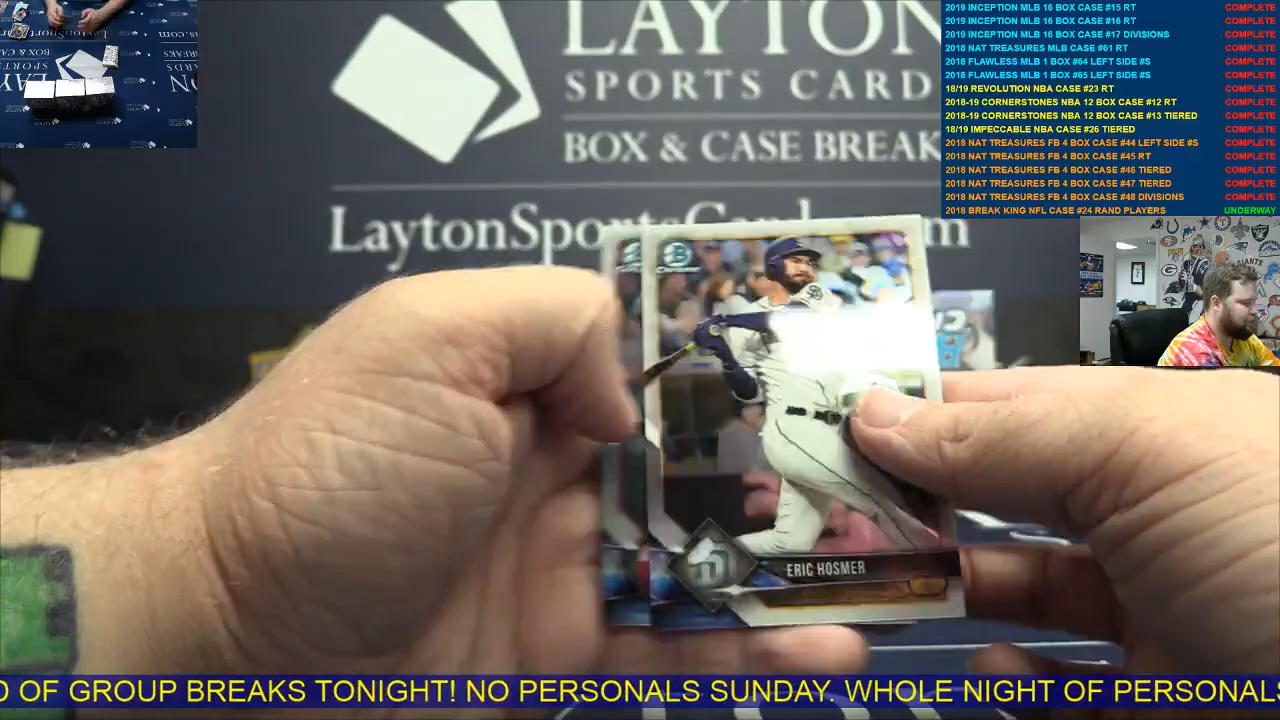 LAYTON
SPORTS CARD
BOX & CASE BREAK
LaytonSpor
m
ERIC HOSMER
2019 INCEPTION MLB 16 BOX CASE #15 RT COMPLETE
2019 INCEPTION MLB 16 BOX CASE #16 RT COMPLETE
2019 INCEPTION MLB 16 BOX CASE #17 DIVISIONS COMPLETE
2018 NAT TREASURES MLB CASE #61 RT COMPLETE
2018 FLAWLESS MLB 1 BOX #64 LEFT SIDE #S COMPLETE
2018 FLAWLESS MLB 1 BOX #65 LEFT SIDE #S COMPLETE
18/19 REVOLUTION NBA CASE #23 RT COMPLETE
2018-19 CORNERSTONES NBA 12 BOX CASE #12 RT COMPLETE
2018-19 CORNERSTONES NBA 12 BOX CASE #13 TIERED COMPLETE
18/19 IMPECCABLE NBA CASE #26 TIERED COMPLETE
2018 NAT TREASURES FB 4 BOX CASE #44 LEFT SIDE #S COMPLETE
2018 NAT TREASURES FB 4 BOX CASE #45 RT COMPLETE
2018 NAT TREASURES FB 4 BOX CASE #46 TIERED COMPLETE
2018 NAT TREASURES FB 4 BOX CASE #47 TIERED COMPLETE
2018 NAT TREASURES FB 4 BOX CASE #48 DIVISIONS COMPLETE
2018 BREAK KING NFL CASE #24 RAND PLAYERS UNDERWAY
D OF GROUP BREAKS TONIGHT! NO PERSONALS SUNDAY. WHOLE NIGHT OF PERSONALS